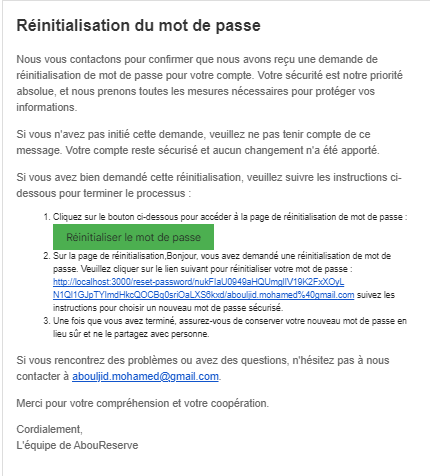 Réinitialisation du mot de passe
Nous vous contactons pour confirmer que nous avons reçu une demande de
réinitialisation de mot de passe pour votre compte. Votre sécurité est notre priorité
absolue, et nous prenons toutes les mesures nécessaires pour protéger vos
informations.
Si vous n'avez pas initié cette demande, veuillez ne pas tenir compte de ce
message. Votre compte reste sécurisé et aucun changement n'a été apporté.
Si vous avez bien demandé cette réinitialisation, veuillez suivre les instructions ci-
dessous pour terminer le processus :
1. Cliquez sur le bouton ci-dessous pour accéder à la page de réinitialisation de mot de passe :
Réinitialiser le mot de passe
2. Sur la page de réinitialisation,Bonjour, vous avez demandé une réinitialisation de mot de
passe. Veuillez cliquer sur le lien suivant pour réinitialiser votre mot de passe :
suivez les
instructions pour choisir un nouveau mot de passe sécurisé.
3. Une fois que vous avez terminé, assurez-vous de conserver votre nouveau mot de passe en
lieu sûr et ne le partagez avec personne.
Si vous rencontrez des problèmes ou avez des questions, n'hésitez pas à nous
contacter à abouljid.mohamed@gmail.com.
Merci pour votre compréhension et votre coopération.
Cordialement,
L'équipe de AbouReserve